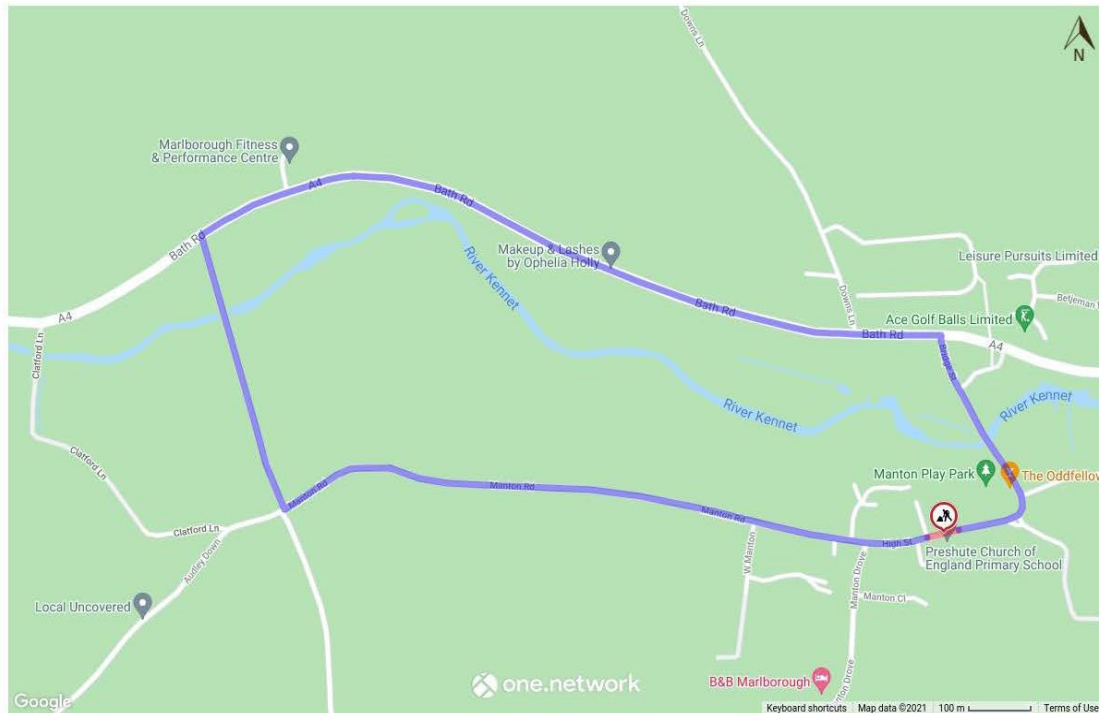 Downs Ln
N
Marlborough Fitness
& Performance Centre
A4
Bath Rd
Bath Rd
Makeup & Lashes
by Ophelia Holly
River Kennet
Leisure Pursuits Limited
Betjeman
A4
Clatford Ln
Bath Rd
Downs Ln
Bath Rd
Ace Golf Balls Limited
A4
Bridge St
River Kennet
River Kennet
Manton Play Park
The Oddfellow
Clatford Ln
Manton Rd
Manton Rd
Manton Rd
High St
Preshute Church of
England Primary School
Clatford Ln
Audley Down
W Manton
Manton Drove
Manton Cl
Local Uncovered
B&B Marlborough
Google
one.network
Keyboard shortcuts Map data ©2021 100 m Terms of Use